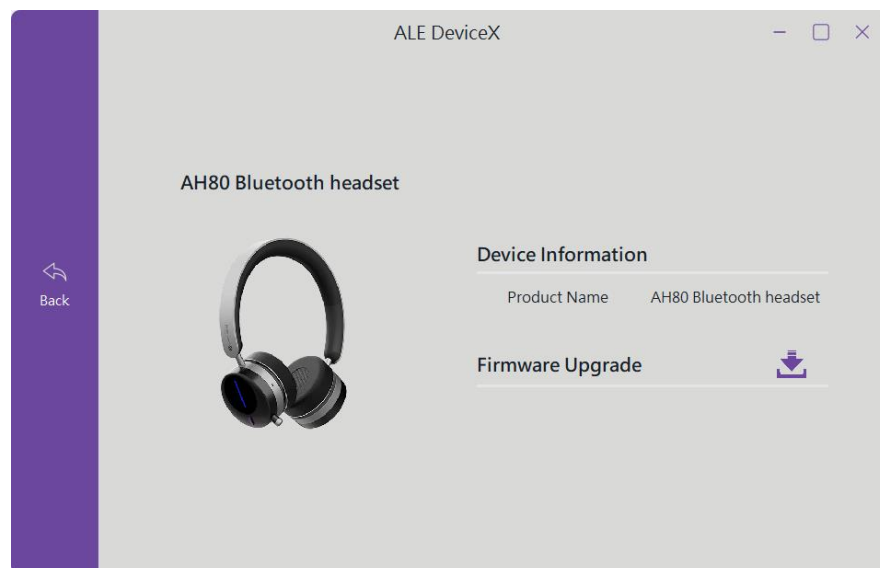 ALE DeviceX
AH80 Bluetooth headset
Device Information
Product Name AH80 Bluetooth headset
Back
Firmware Upgrade